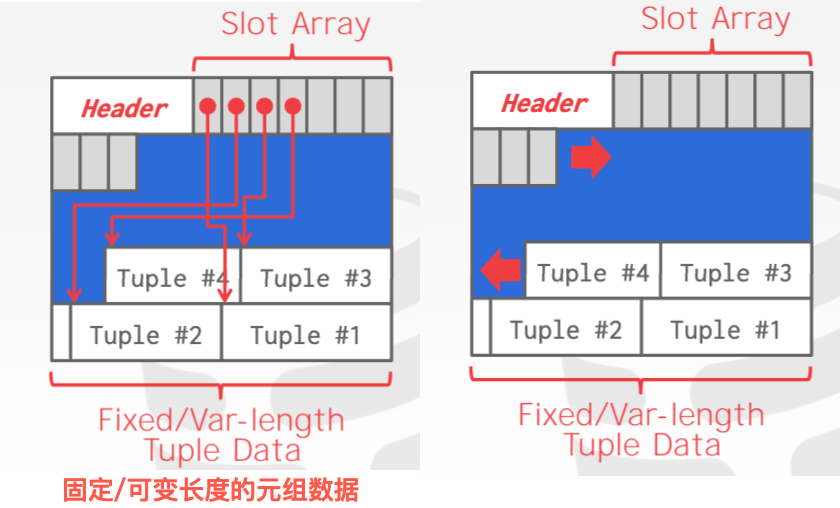 Slot Array
Header
Tuple #4
Tuple #3
Tuple #2
Tuple #1
Fixed/Var-length
Tuple Data
固定/可变长度的元组数据
Slot Array
Header
Tuple #4
Tuple #3
Tuple #2
Tuple #1
Fixed/Var-length
Tuple Data